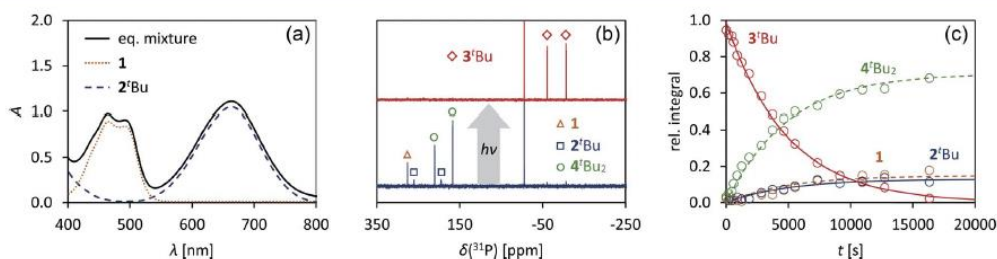 (a)
2.0
1.5
1.0
0.5
0.0
A
eq. mixture
1
2ᵗBu
400 500 600 700 800
λ [nm]
(b)
3ᵗBu
1
2ᵗBu
4ᵗBu₂
hν
350 250 150 50 -50 -150 -250
δ(³¹P) [ppm]
(c)
1.0
0.8
0.6
0.4
0.2
0.0
rel. integral
3ᵗBu
4ᵗBu₂
1
2ᵗBu
0 5000 10000 15000 20000
t [s]